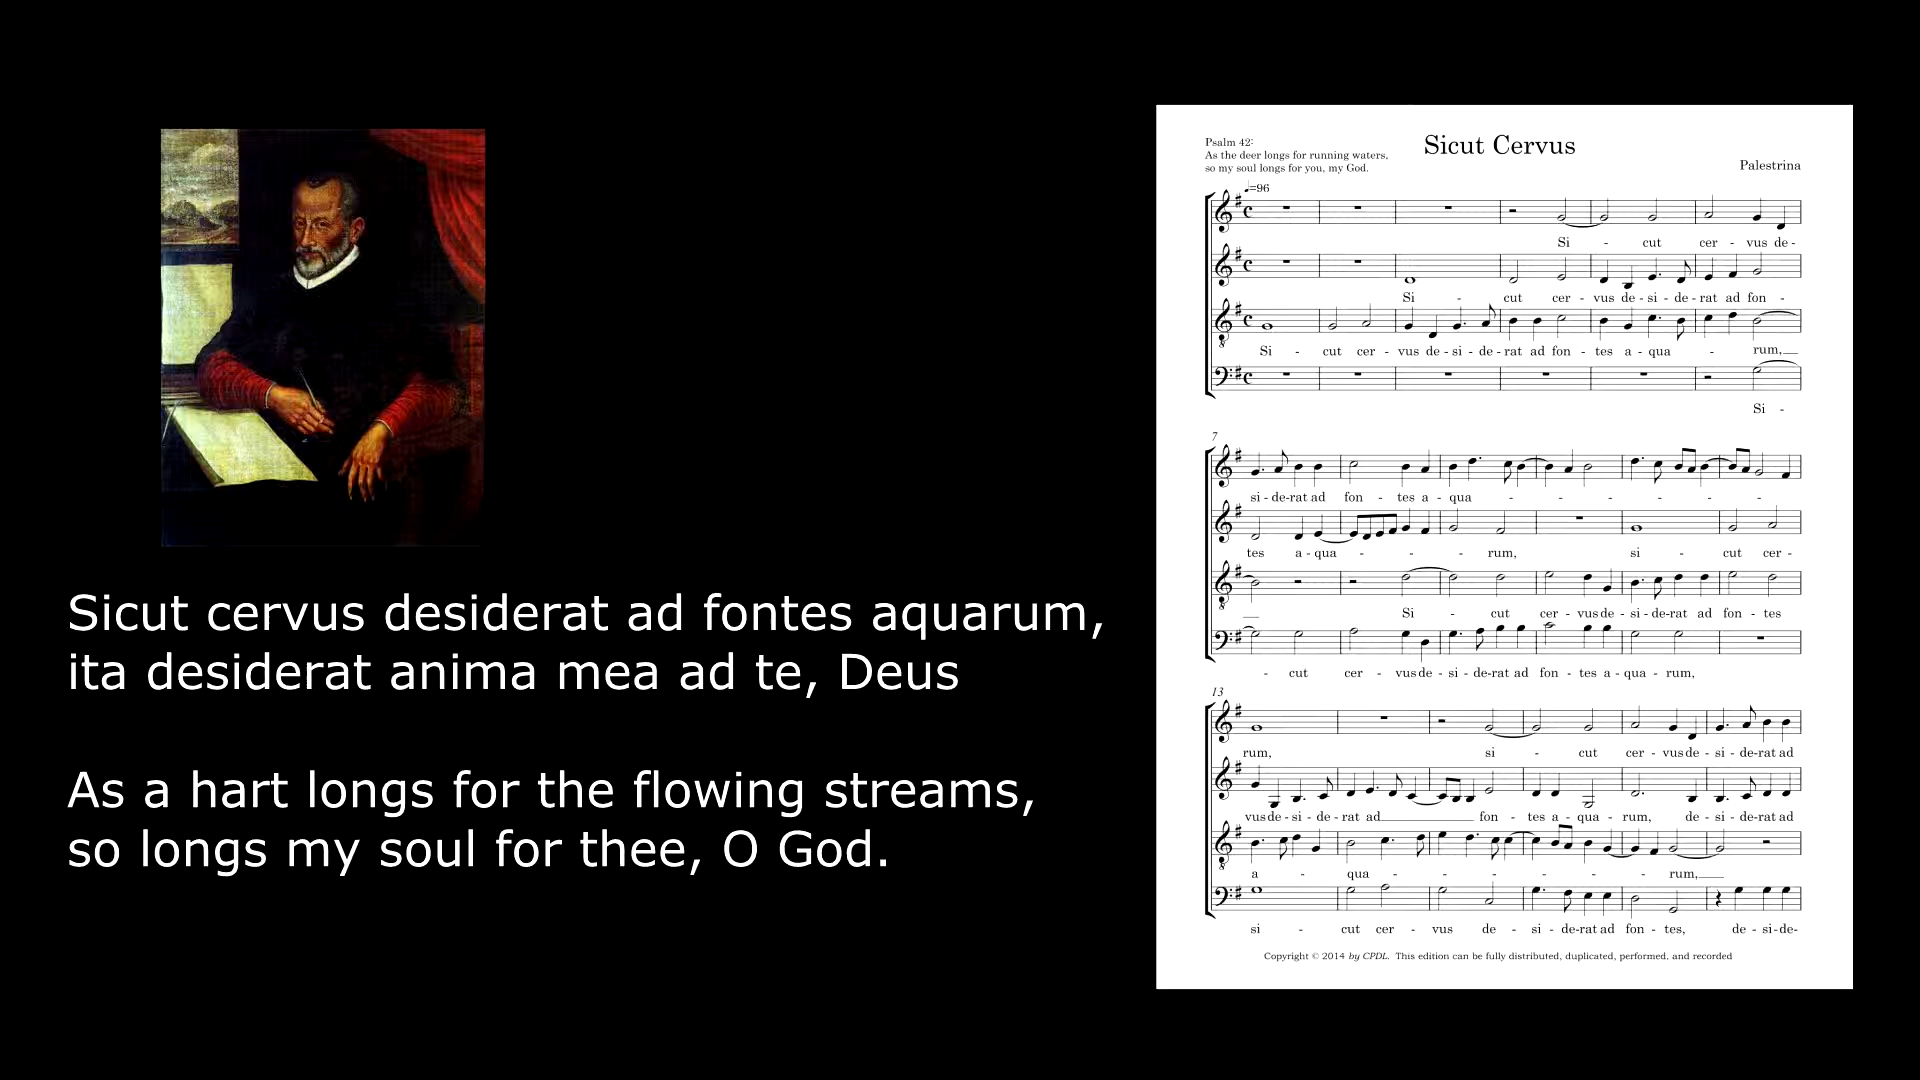 Sicut cervus desiderat ad fontes aquarum,
ita desiderat anima mea ad te, Deus
As a hart longs for the flowing streams,
so longs my soul for thee, O God.
Psalm 42:
As the deer longs for running waters,
so my soul longs for you, my God.
Sicut Cervus
Palestrina
♩=96
Si - cut cer - vus de -
Si - cut cer - vus de - si - de - rat ad fon -
Si - cut cer - vus de - si - de - rat ad fon - tes a - qua - rum,
Si -
7
si - de-rat ad fon - tes a - qua - - - - - - -
tes a - qua - - - rum, si - cut cer -
Si - cut cer - vus de - si - de-rat ad fon - tes
- cut cer - vus de - si - de-rat ad fon - tes a - qua - rum,
13
rum, si - cut cer - vus de - si - de-rat ad
vus de - si - de - rat ad fon - tes a - qua - rum, de - si - de-rat ad
a - qua - - - - - - rum,
si - cut cer - vus de - si - de-rat ad fon - tes, de - si - de-
Copyright © 2014 by CPDL. This edition can be fully distributed, duplicated, performed, and recorded